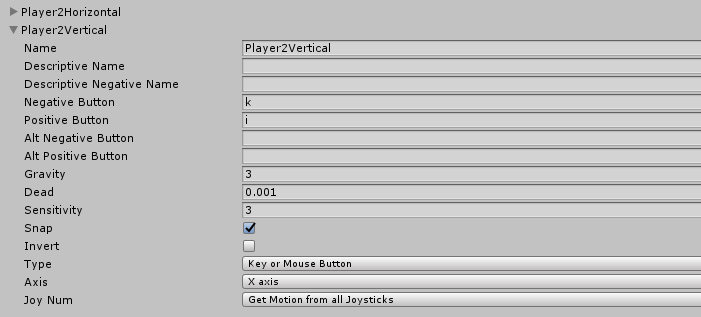 Player2Horizontal
Player2Vertical
Name Player2Vertical
Descriptive Name
Descriptive Negative Name
Negative Button k
Positive Button i
Alt Negative Button
Alt Positive Button
Gravity 3
Dead 0.001
Sensitivity 3
Snap
Invert
Type Key or Mouse Button
Axis X axis
Joy Num Get Motion from all Joysticks